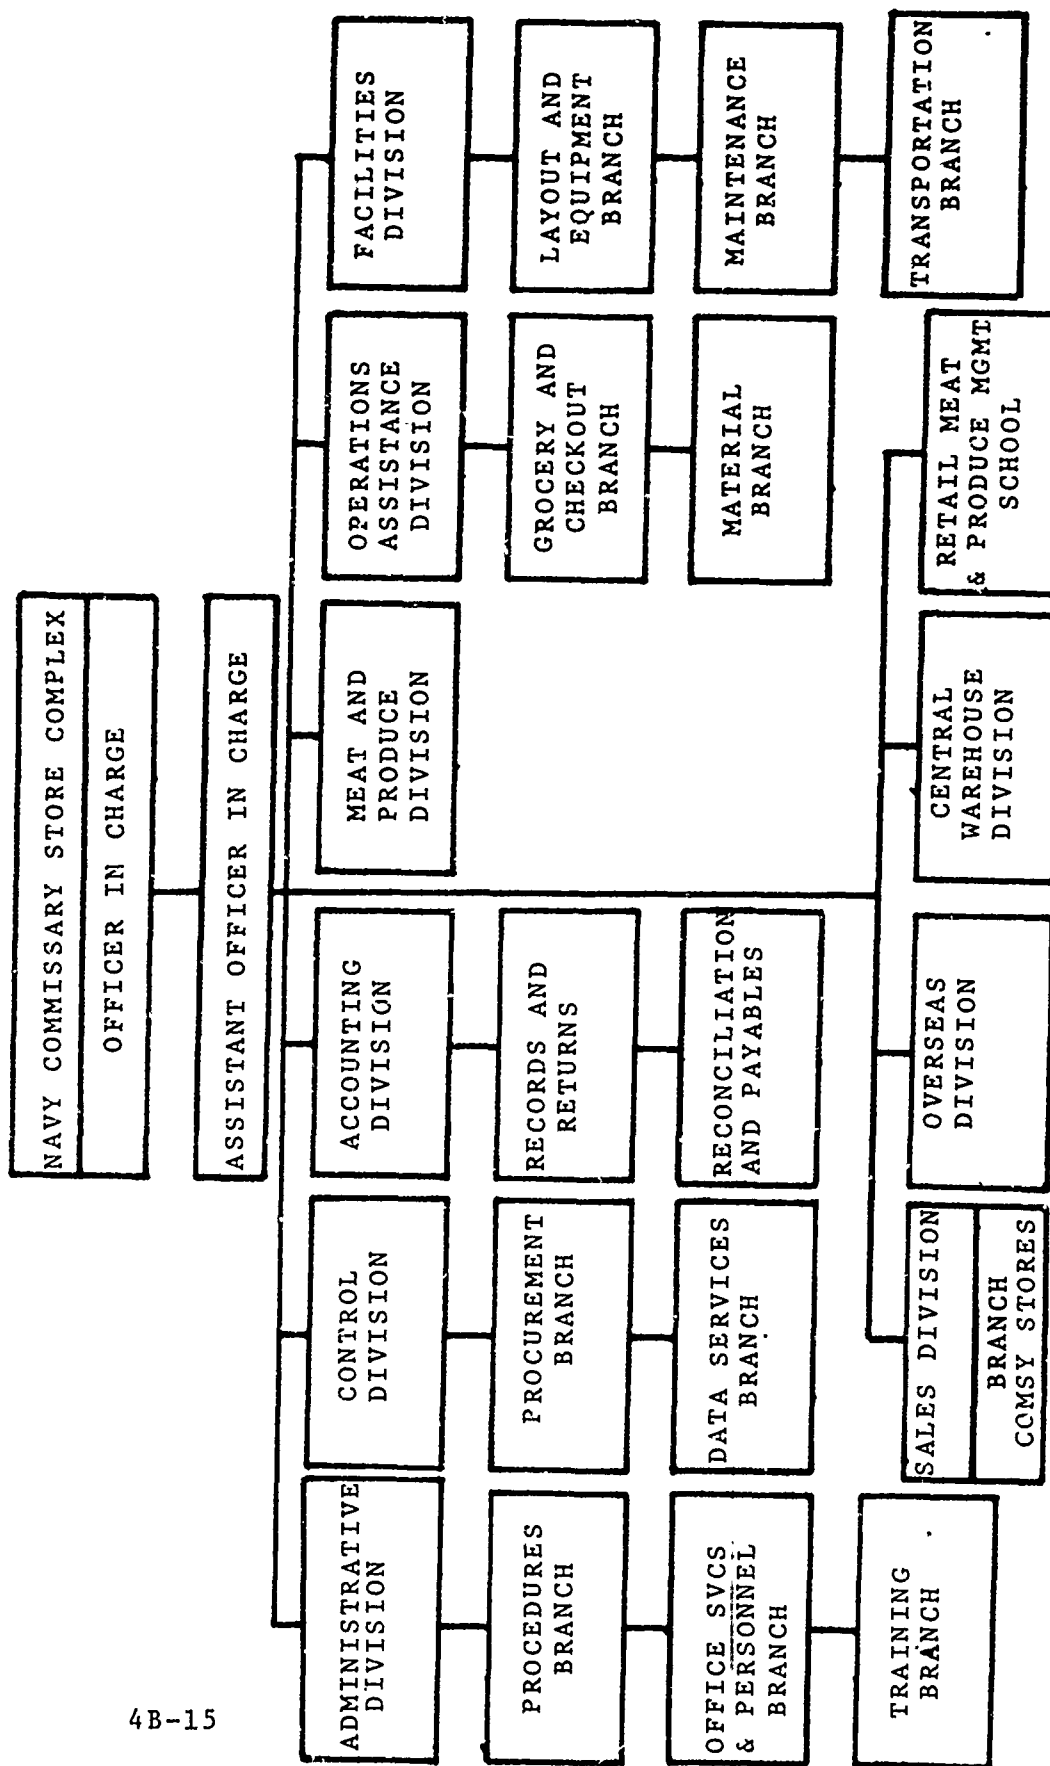 NAVY COMMISSARY STORE COMPLEX
OFFICER IN CHARGE
ASSISTANT OFFICER IN CHARGE
ADMINISTRATIVE
DIVISION
PROCEDURES
BRANCH
OFFICE SVCS
& PERSONNEL
BRANCH
TRAINING
BRANCH
CONTROL
DIVISION
PROCUREMENT
BRANCH
DATA SERVICES
BRANCH
ACCOUNTING
DIVISION
RECORDS AND
RETURNS
RECONCILIATION
AND PAYABLES
MEAT AND
PRODUCE
DIVISION
OPERATIONS
ASSISTANCE
DIVISION
GROCERY AND
CHECKOUT
BRANCH
MATERIAL
BRANCH
FACILITIES
DIVISION
LAYOUT AND
EQUIPMENT
BRANCH
MAINTENANCE
BRANCH
TRANSPORTATION
BRANCH
SALES DIVISION
BRANCH
COMSY STORES
OVERSEAS
DIVISION
CENTRAL
WAREHOUSE
DIVISION
RETAIL MEAT
& PRODUCE MGMT
SCHOOL
4B-15